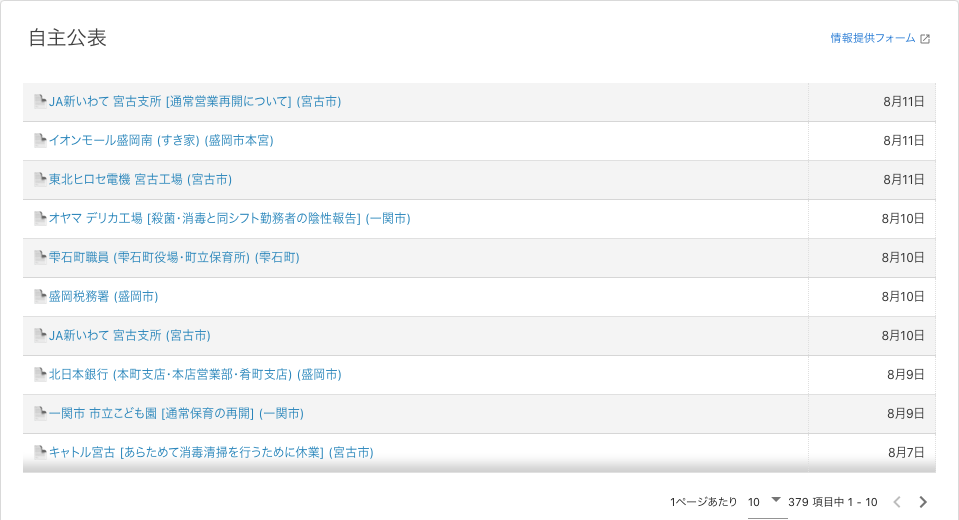 自主公表
情報提供フォーム
JA新いわて 宮古支所 [通常営業再開について] (宮古市) 8月11日
イオンモール盛岡南 (すき家) (盛岡市本宮) 8月11日
東北ヒロセ電機 宮古工場 (宮古市) 8月11日
オヤマ デリカ工場 [殺菌・消毒と同シフト勤務者の陰性報告] (一関市) 8月10日
雫石町職員 (雫石町役場・町立保育所) (雫石町) 8月10日
盛岡税務署 (盛岡市) 8月10日
JA新いわて 宮古支所 (宮古市) 8月10日
北日本銀行 (本町支店・本店営業部・肴町支店) (盛岡市) 8月9日
一関市 市立こども園 [通常保育の再開] (一関市) 8月9日
キャトル宮古 [あらためて消毒清掃を行うために休業] (宮古市) 8月7日
1ページあたり 10 379 項目中 1 - 10